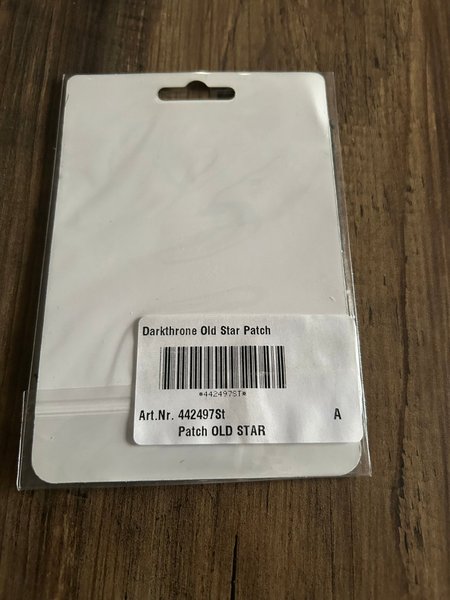 Darkthrone Old Star Patch
*442497ST*
Art.Nr. 442497St A
Patch OLD STAR